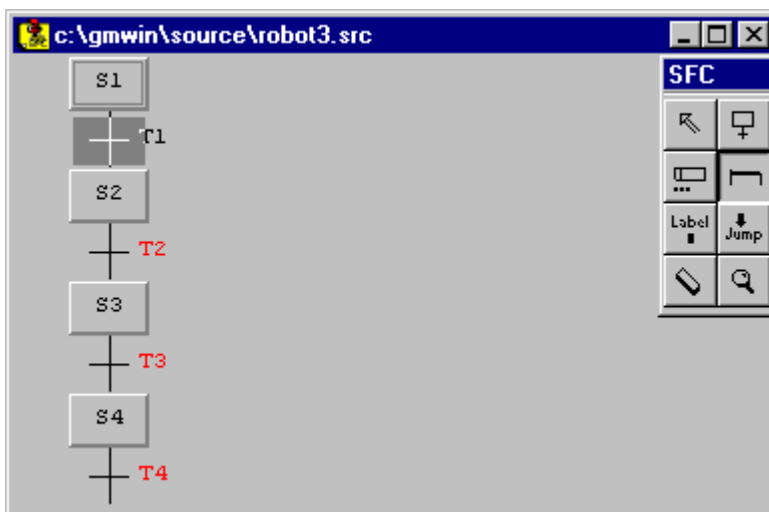 c:\gmwin\source\robot3.src
SFC
S1
T1
S2
T2
S3
T3
S4
T4
Label
Jump